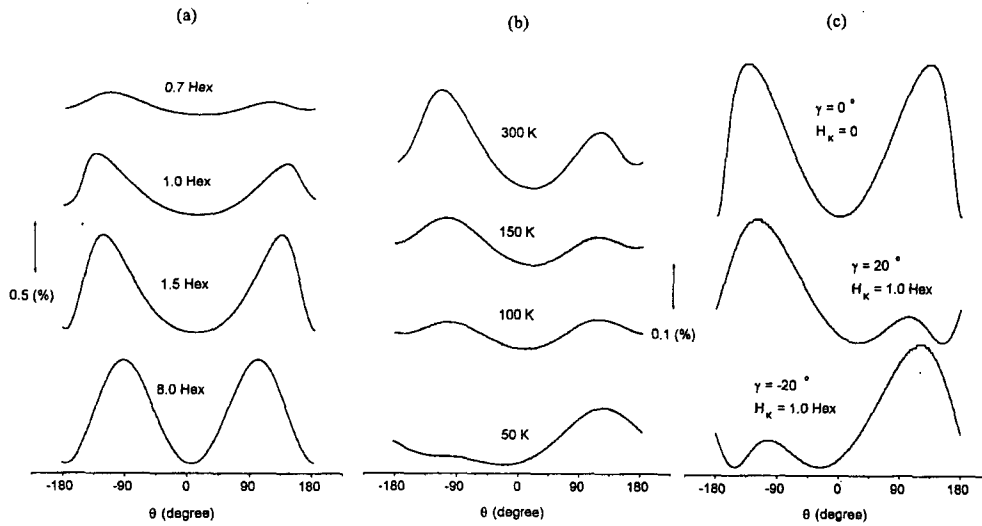 (a)
0.7 Hex
1.0 Hex
1.5 Hex
8.0 Hex
0.5 (%)
-180 -90 0 90 180
θ (degree)
(b)
300 K
150 K
100 K
50 K
0.1 (%)
-180 -90 0 90 180
θ (degree)
(c)
γ = 0 °
H_K = 0
γ = 20 °
H_K = 1.0 Hex
γ = -20 °
H_K = 1.0 Hex
-180 -90 0 90 180
θ (degree)